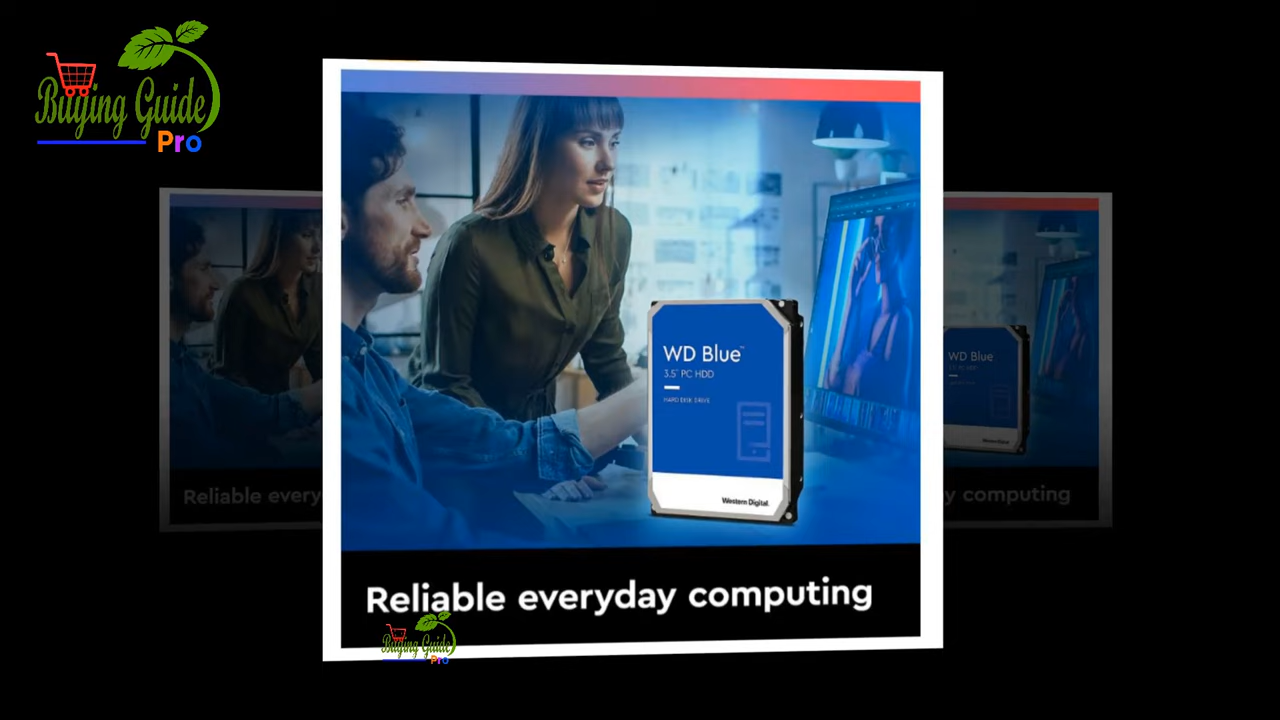 Buying Guide
Pro
WD Blue™
3.5" PC HDD
HARD DISK DRIVE
Western Digital.
Reliable everyday computing
Buying Guide
Pro
Reliable every
WD Blue
y computing